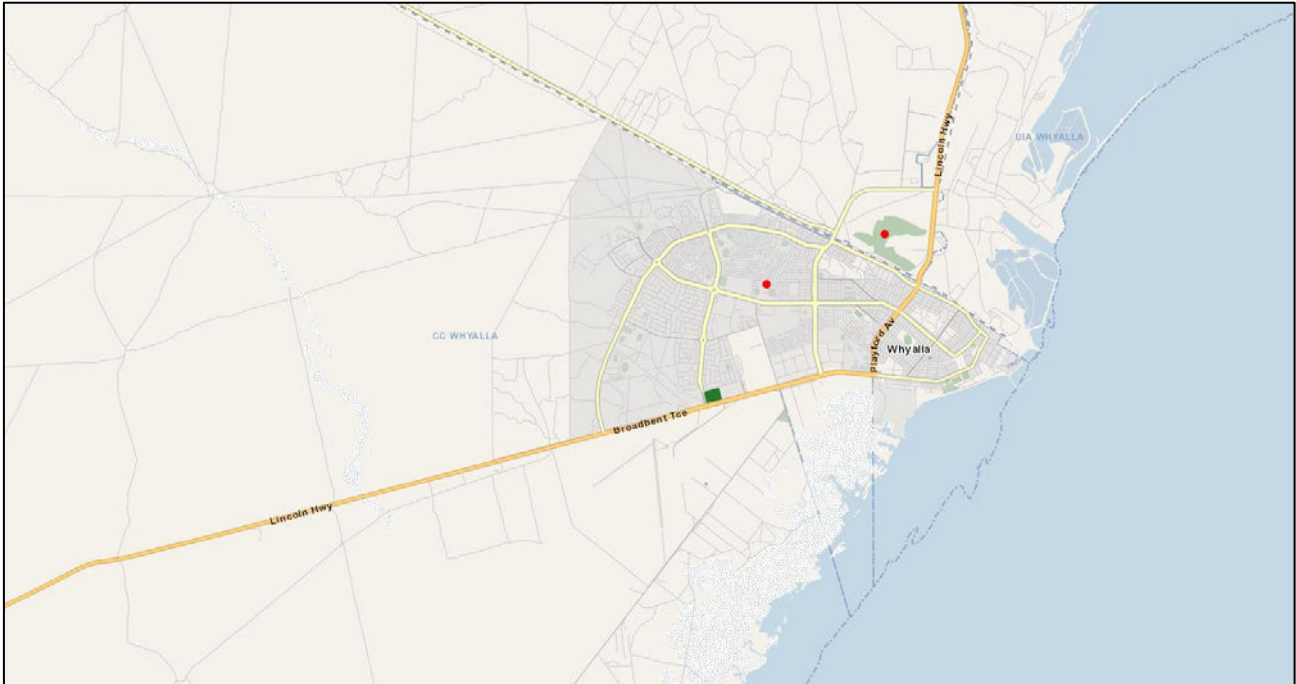 Lincoln Hwy
UIA WHYALLA
CC WHYALLA
Playford Av
Whyalla
Broadbent Tce
Lincoln Hwy